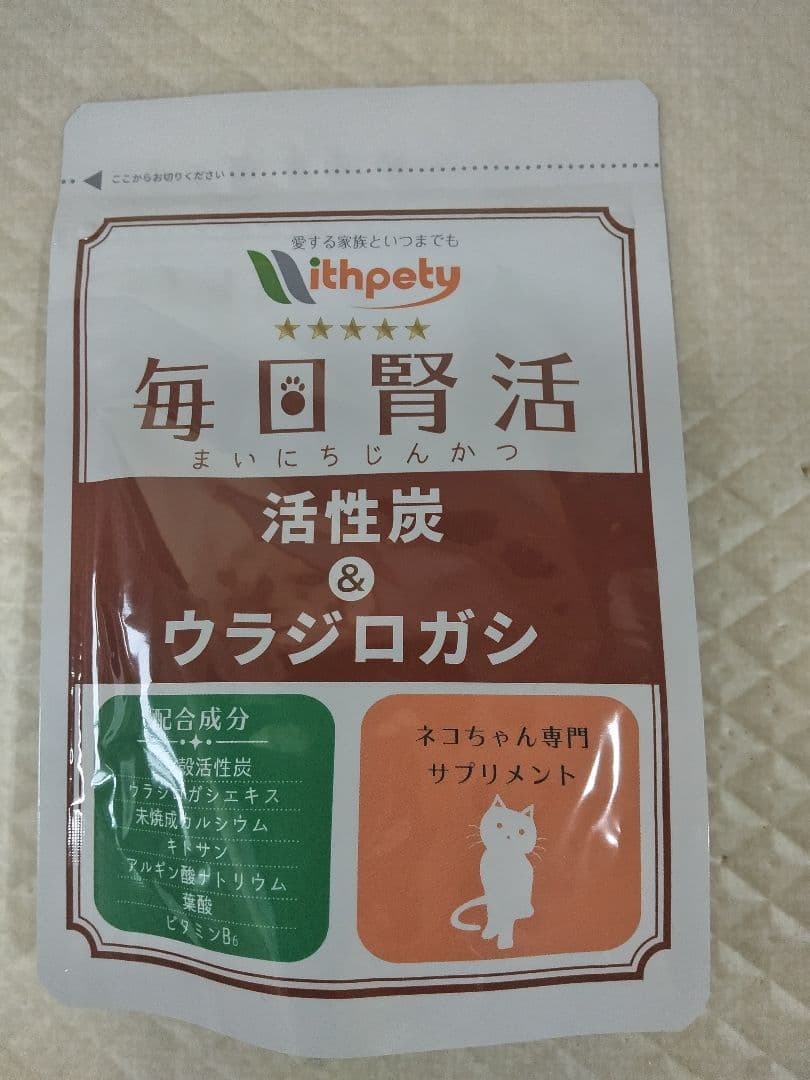 ここからお切りください
愛する家族といつまでも
Withpety
毎日腎活
まいにちじんかつ
活性炭
&
ウラジロガシ
配合成分
殻活性炭
ウラジロガシエキス
未焼成カルシウム
キトサン
アルギン酸ナトリウム
葉酸
ビタミンB6
ネコちゃん専門
サプリメント